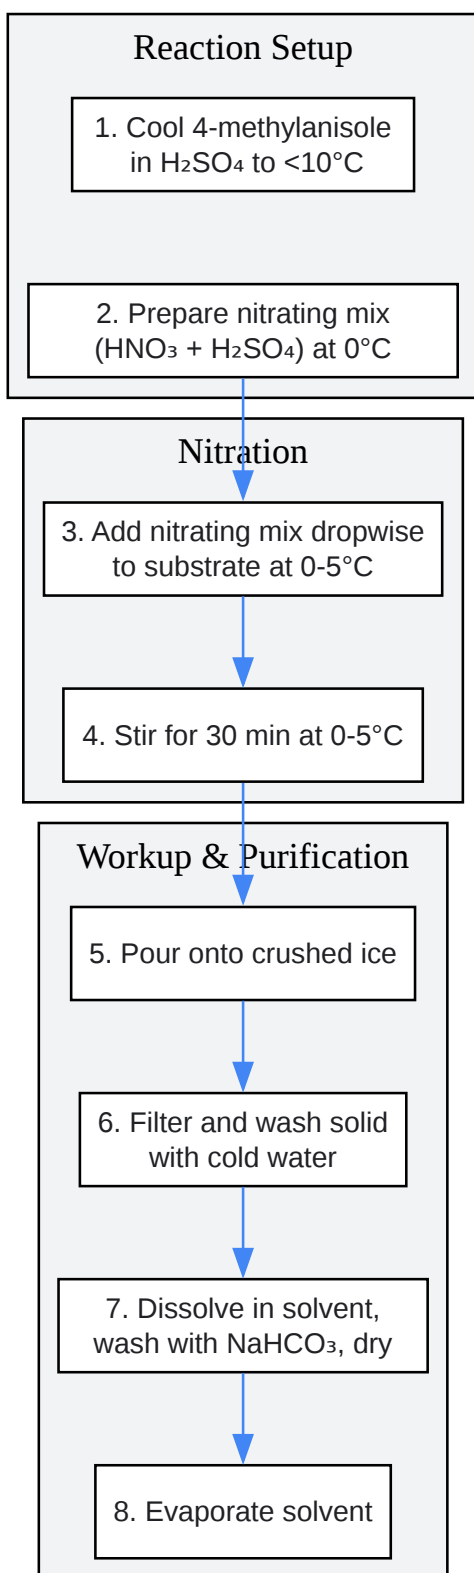 Reaction Setup
1. Cool 4-methylanisole
in H₂SO₄ to <10°C
2. Prepare nitrating mix
(HNO₃ + H₂SO₄) at 0°C
Nitration
3. Add nitrating mix dropwise
to substrate at 0-5°C
4. Stir for 30 min at 0-5°C
Workup & Purification
5. Pour onto crushed ice
6. Filter and wash solid
with cold water
7. Dissolve in solvent,
wash with NaHCO₃, dry
8. Evaporate solvent